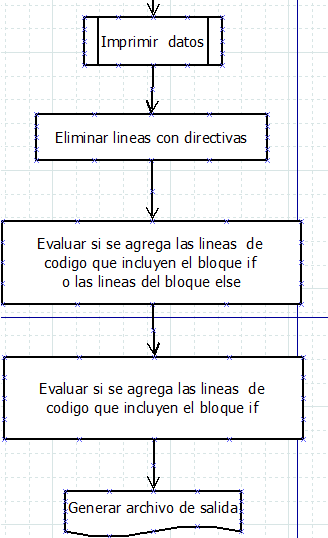 Imprimir datos
Eliminar lineas con directivas
Evaluar si se agrega las lineas de
codigo que incluyen el bloque if
o las lineas del bloque else
Evaluar si se agrega las lineas de
codigo que incluyen el bloque if
Generar archivo de salida